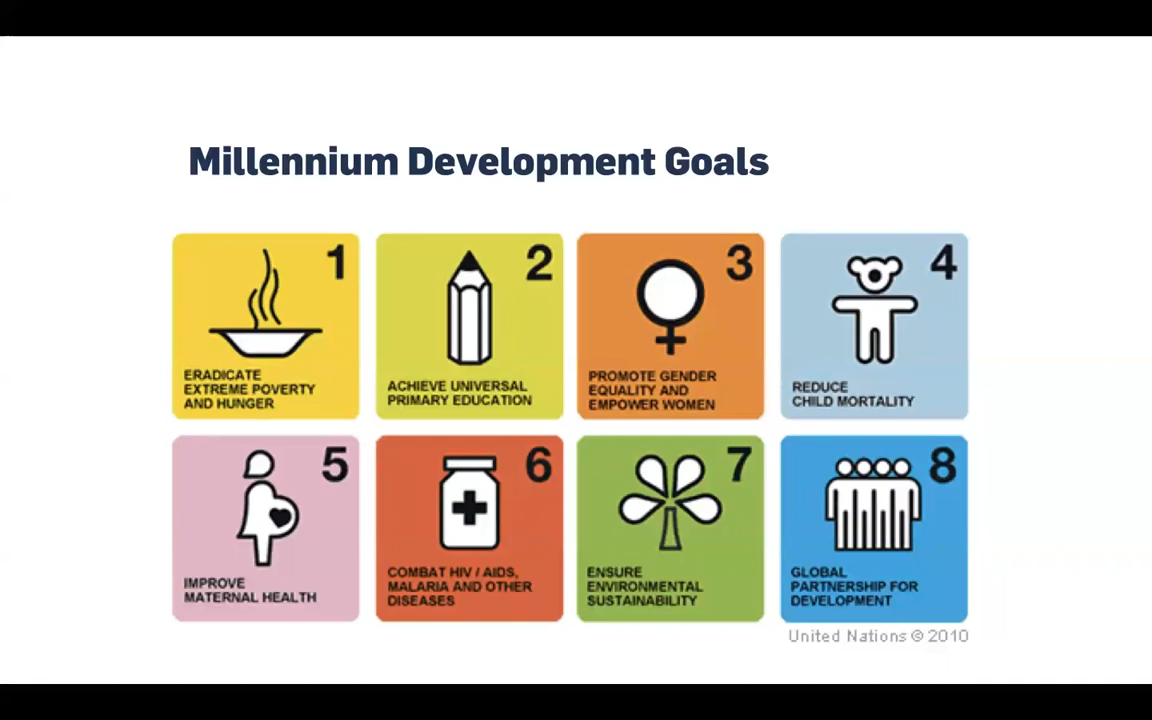 Millennium Development Goals
1
ERADICATE
EXTREME POVERTY
AND HUNGER
2
ACHIEVE UNIVERSAL
PRIMARY EDUCATION
3
PROMOTE GENDER
EQUALITY AND
EMPOWER WOMEN
4
REDUCE
CHILD MORTALITY
5
IMPROVE
MATERNAL HEALTH
6
COMBAT HIV / AIDS,
MALARIA AND OTHER
DISEASES
7
ENSURE
ENVIRONMENTAL
SUSTAINABILITY
8
GLOBAL
PARTNERSHIP FOR
DEVELOPMENT
United Nations © 2010